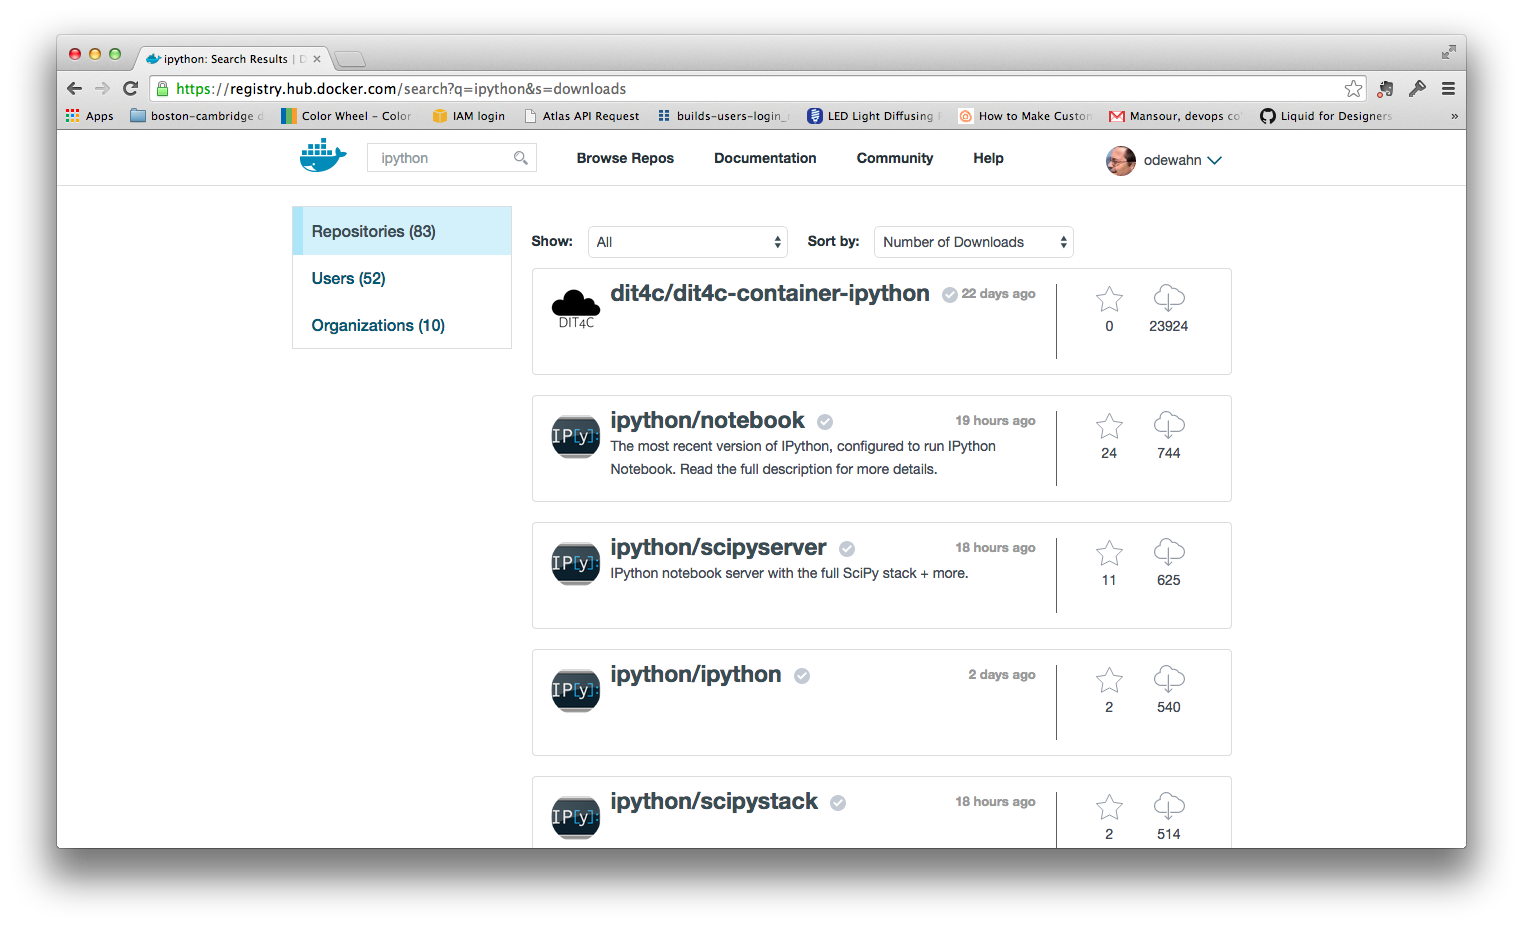 ipython: Search Results | D
https://registry.hub.docker.com/search?q=ipython&s=downloads
Apps boston-cambridge d Color Wheel – Color IAM login Atlas API Request builds-users-login_ LED Light Diffusing How to Make Custom Mansour, devops co Liquid for Designers »
ipython Browse Repos Documentation Community Help odewahn
Repositories (83)
Users (52)
Organizations (10)
Show: All Sort by: Number of Downloads
dit4c/dit4c-container-ipython 22 days ago
DIT4C
0 23924
ipython/notebook 19 hours ago
IP[y]:
The most recent version of IPython, configured to run IPython
Notebook. Read the full description for more details.
24 744
ipython/scipyserver 18 hours ago
IP[y]:
IPython notebook server with the full SciPy stack + more.
11 625
ipython/ipython 2 days ago
IP[y]:
2 540
ipython/scipystack 18 hours ago
IP[y]:
2 514